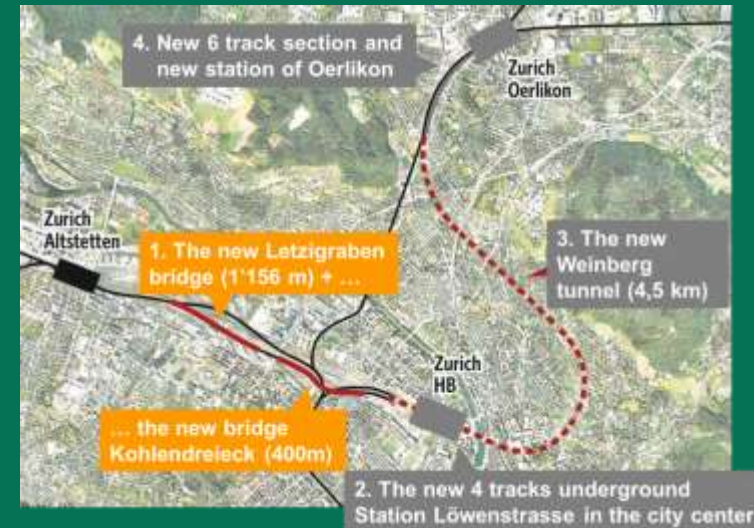 4. New 6 track section and
new station of Oerlikon
Zurich
Oerlikon
Zurich
Altstetten
1. The new Letzigraben
bridge (1'156 m) + ...
3. The new
Weinberg
tunnel (4,5 km)
Zurich
HB
... the new bridge
Kohlendreieck (400m)
2. The new 4 tracks underground
Station Löwenstrasse in the city center